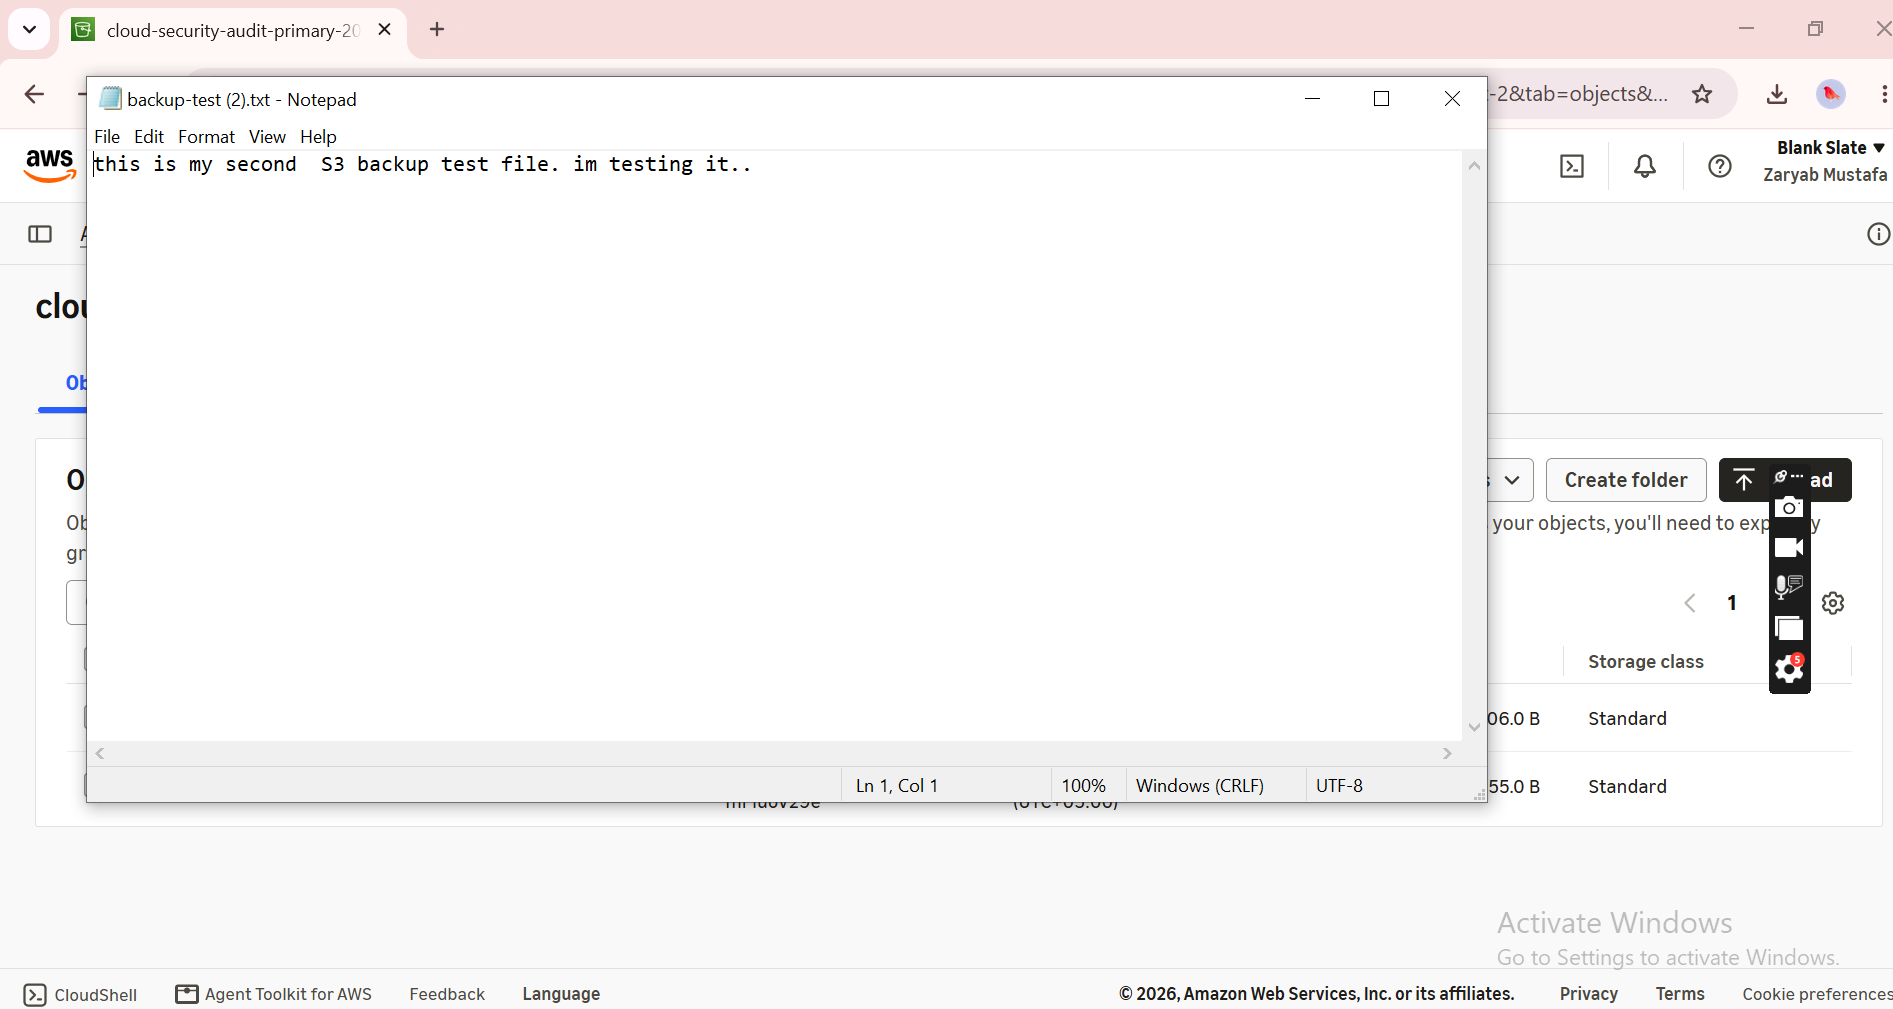 cloud-security-audit-primary-20
-2&tab=objects&...
backup-test (2).txt - Notepad
File Edit Format View Help
this is my second  S3 backup test file. im testing it..
aws
Blank Slate
Zaryab Mustafa
Create folder
your objects, you'll need to
1
Storage class
06.0 B Standard
55.0 B Standard
5
Ln 1, Col 1 100% Windows (CRLF) UTF-8
Activate Windows
Go to Settings to activate Windows.
CloudShell Agent Toolkit for AWS Feedback Language © 2026, Amazon Web Services, Inc. or its affiliates. Privacy Terms Cookie preferences